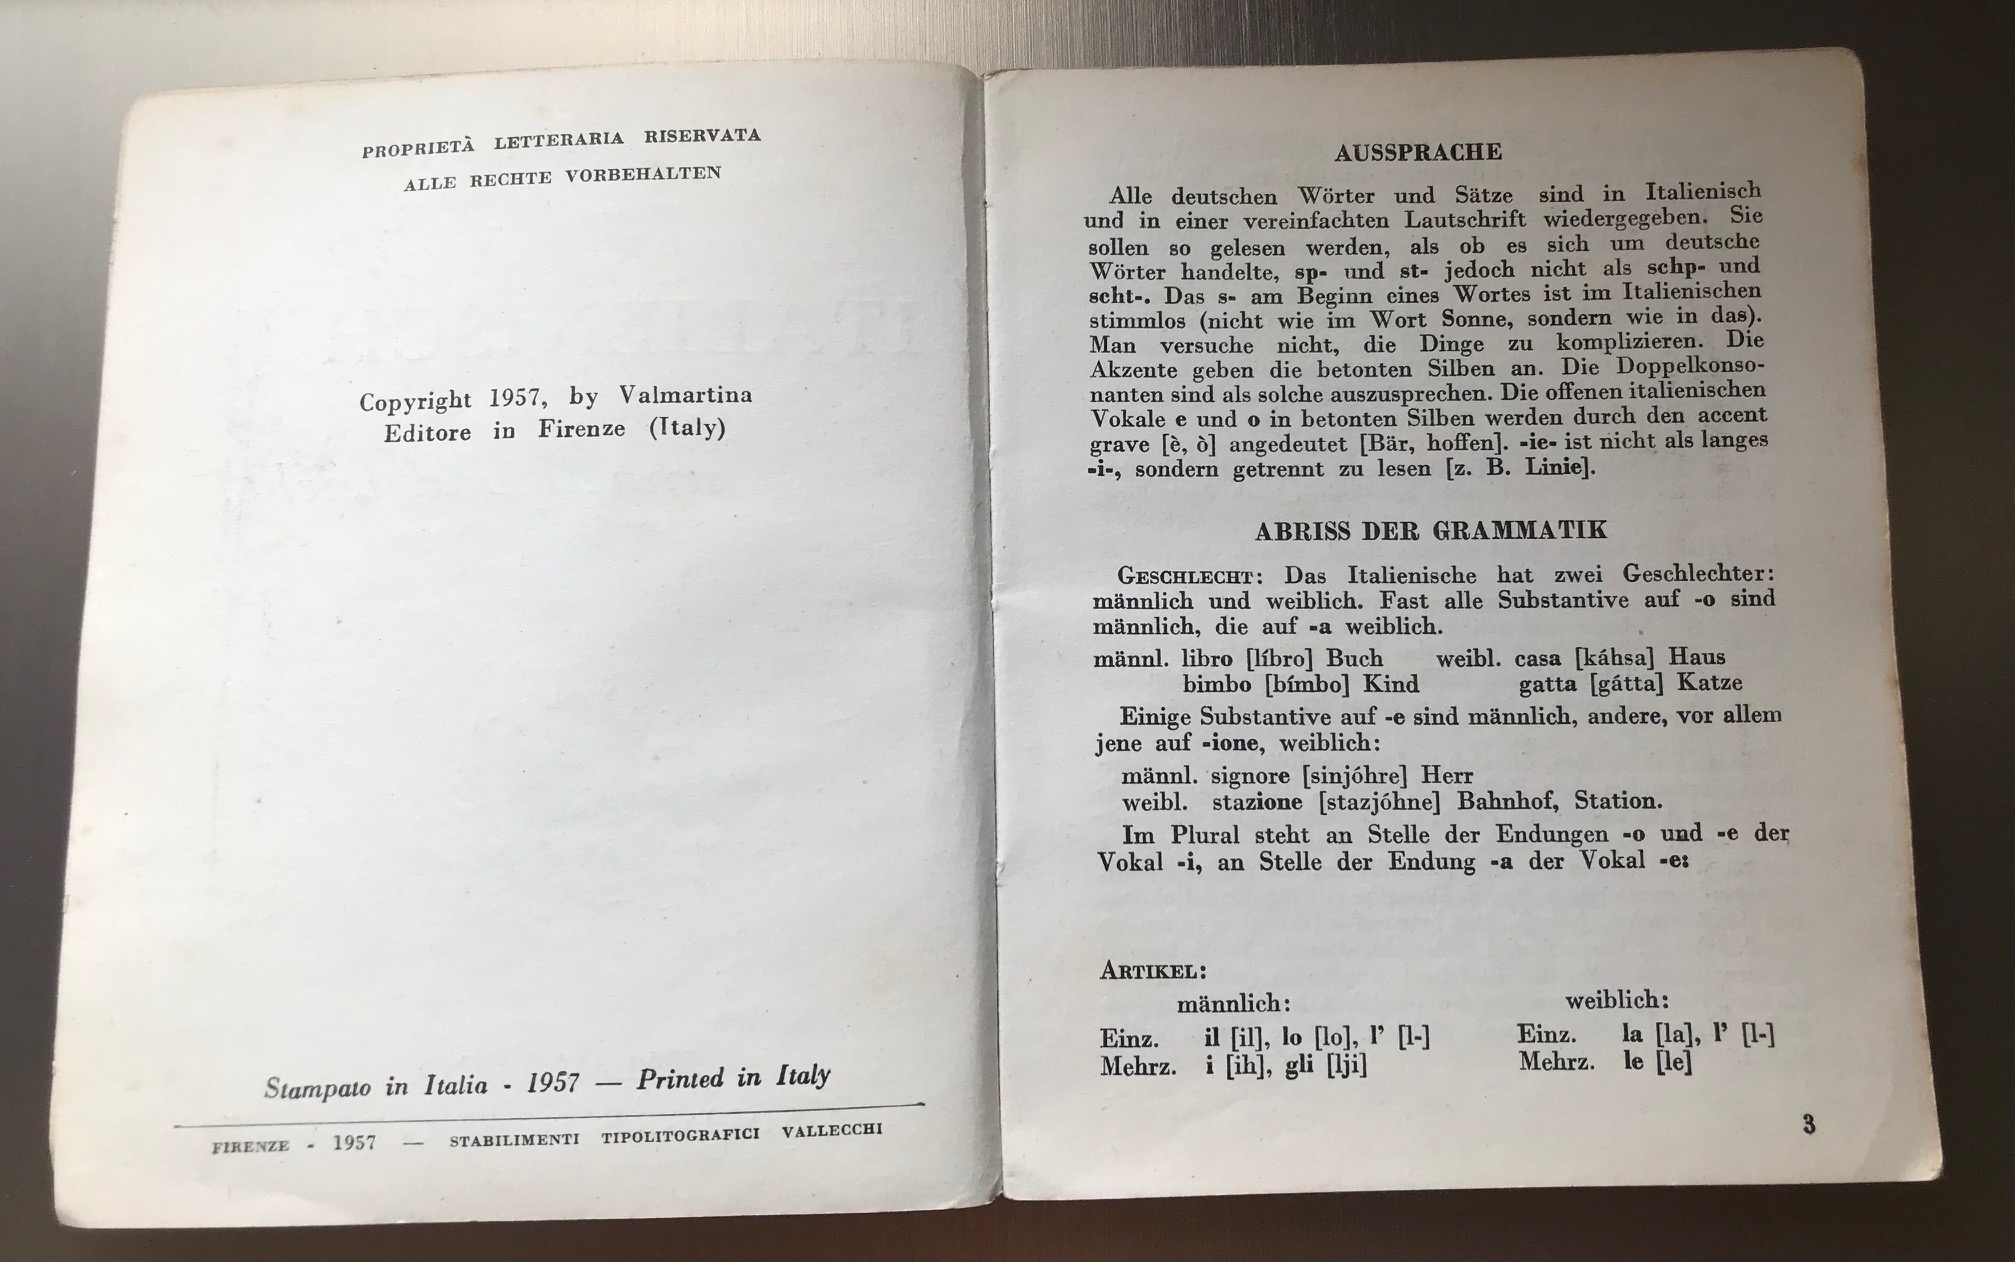 PROPRIETÀ LETTERARIA RISERVATA
ALLE RECHTE VORBEHALTEN
Copyright 1957, by Valmartina
Editore in Firenze (Italy)
Stampato in Italia - 1957 — Printed in Italy
FIRENZE - 1957 — STABILIMENTI TIPOLITOGRAFICI VALLECCHI
AUSSPRACHE
Alle deutschen Wörter und Sätze sind in Italienisch
und in einer vereinfachten Lautschrift wiedergegeben. Sie
sollen so gelesen werden, als ob es sich um deutsche
Wörter handelte, sp- und st- jedoch nicht als schp- und
scht-. Das s- am Beginn eines Wortes ist im Italienischen
stimmlos (nicht wie im Wort Sonne, sondern wie in das).
Man versuche nicht, die Dinge zu komplizieren. Die
Akzente geben die betonten Silben an. Die Doppelkonso-
nanten sind als solche auszusprechen. Die offenen italienischen
Vokale e und o in betonten Silben werden durch den accent
grave [è, ò] angedeutet [Bär, hoffen]. -ie- ist nicht als langes
-i-, sondern getrennt zu lesen [z. B. Linie].
ABRISS DER GRAMMATIK
GESCHLECHT: Das Italienische hat zwei Geschlechter:
männlich und weiblich. Fast alle Substantive auf -o sind
männlich, die auf -a weiblich.
männl. libro [líbro] Buch weibl. casa [káhsa] Haus
bimbo [bímbo] Kind gatta [gátta] Katze
Einige Substantive auf -e sind männlich, andere, vor allem
jene auf -ione, weiblich:
männl. signore [sinjóhre] Herr
weibl. stazione [stazjóhne] Bahnhof, Station.
Im Plural steht an Stelle der Endungen -o und -e der
Vokal -i, an Stelle der Endung -a der Vokal -e:
ARTIKEL:
männlich: weiblich:
Einz. il [il], lo [lo], l' [l-] Einz. la [la], l' [l-]
Mehrz. i [ih], gli [lji] Mehrz. le [le]
3